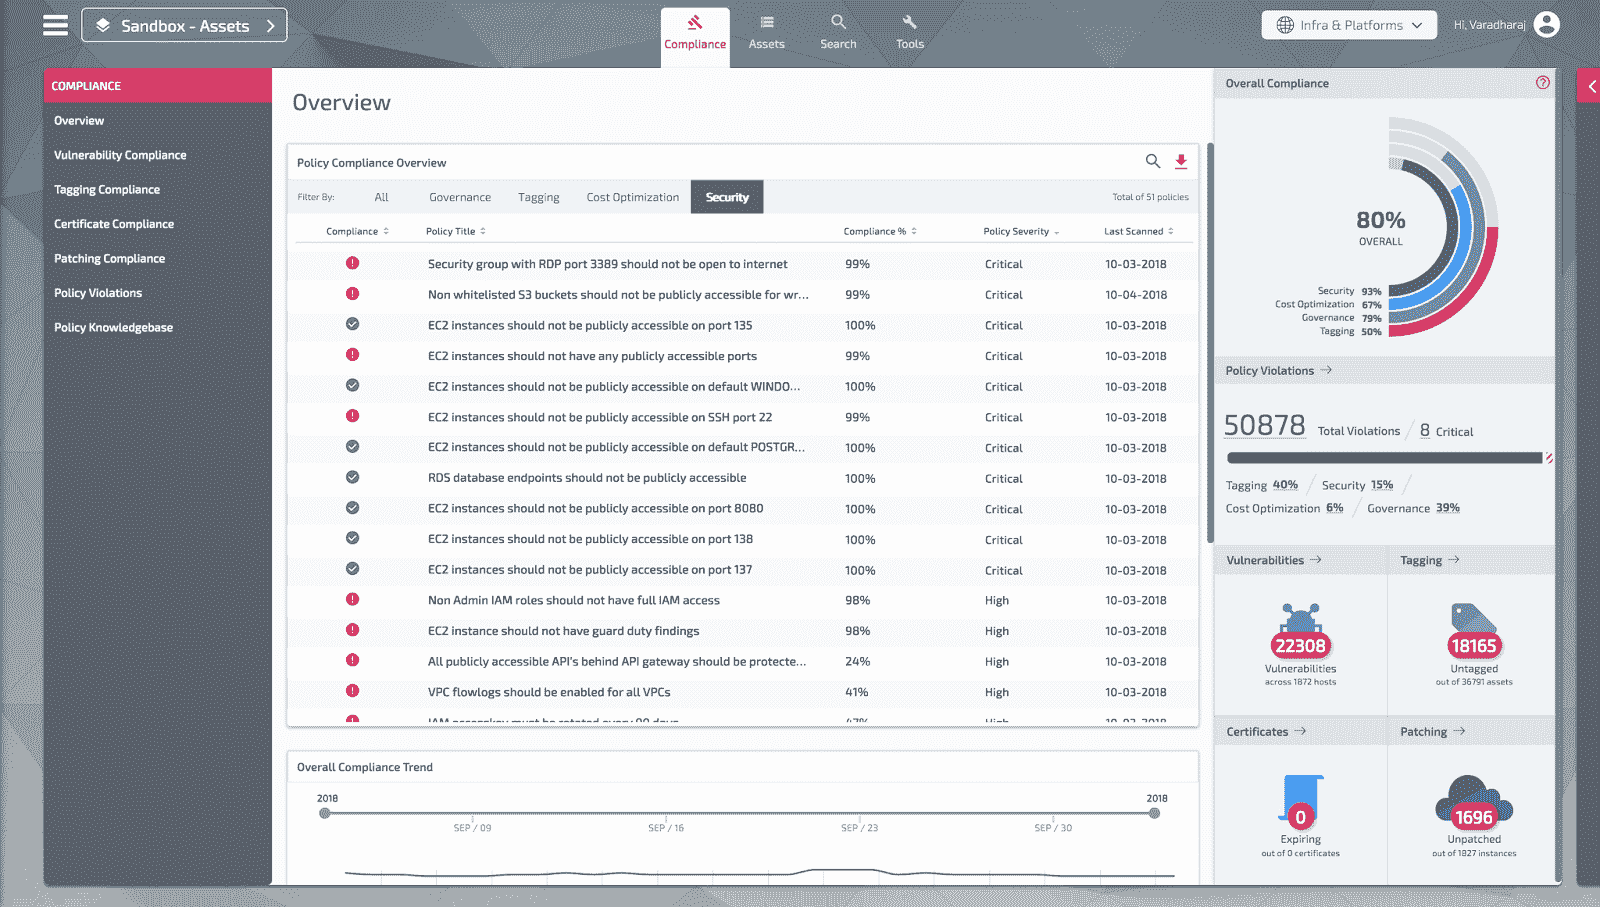 Sandbox - Assets
Compliance
Assets
Search
Tools
Infra & Platforms
Hi, Varadharaj
COMPLIANCE
Overview
Vulnerability Compliance
Tagging Compliance
Certificate Compliance
Patching Compliance
Policy Violations
Policy Knowledgebase
Overview
Policy Compliance Overview
Filter By: All Governance Tagging Cost Optimization Security Total of 51 policies
Compliance Policy Title Compliance % Policy Severity Last Scanned
Security group with RDP port 3389 should not be open to internet 99% Critical 10-03-2018
Non whitelisted S3 buckets should not be publicly accessible for wr... 99% Critical 10-04-2018
EC2 instances should not be publicly accessible on port 135 100% Critical 10-03-2018
EC2 instances should not have any publicly accessible ports 99% Critical 10-03-2018
EC2 instances should not be publicly accessible on default WINDO... 100% Critical 10-03-2018
EC2 instances should not be publicly accessible on SSH port 22 99% Critical 10-03-2018
EC2 instances should not be publicly accessible on default POSTGR... 100% Critical 10-03-2018
RDS database endpoints should not be publicly accessible 100% Critical 10-03-2018
EC2 instances should not be publicly accessible on port 8080 100% Critical 10-03-2018
EC2 instances should not be publicly accessible on port 138 100% Critical 10-03-2018
EC2 instances should not be publicly accessible on port 137 100% Critical 10-03-2018
Non Admin IAM roles should not have full IAM access 98% High 10-03-2018
EC2 instance should not have guard duty findings 98% High 10-03-2018
All publicly accessible API's behind API gateway should be protecte... 24% High 10-03-2018
VPC flowlogs should be enabled for all VPCs 41% High 10-03-2018
IAM accesskey must be rotated every 90 days 47% High 10-03-2018
Overall Compliance Trend
2018 2018
SEP / 09 SEP / 16 SEP / 23 SEP / 30
Overall Compliance
80%
OVERALL
Security 93%
Cost Optimization 67%
Governance 79%
Tagging 50%
Policy Violations
50878 Total Violations / 8 Critical
Tagging 40% / Security 15% /
Cost Optimization 6% / Governance 39%
Vulnerabilities
22308
Vulnerabilities
across 1872 hosts
Tagging
18165
Untagged
out of 36791 assets
Certificates
0
Expiring
out of 0 certificates
Patching
1696
Unpatched
out of 1827 instances